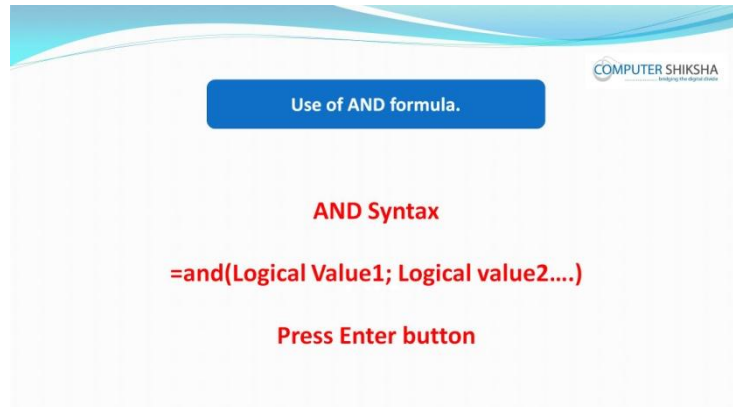 COMPUTER SHIKSHA
bridging the digital divide
Use of AND formula.
AND Syntax
=and(Logical Value1; Logical value2....)
Press Enter button